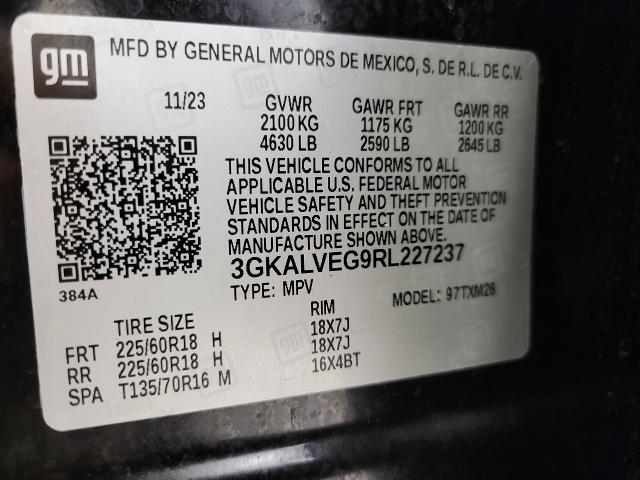 gm
MFD BY GENERAL MOTORS DE MEXICO, S. DE R.L. DE C.V.
11/23 GVWR GAWR FRT GAWR RR
2100 KG 1175 KG 1200 KG
4630 LB 2590 LB 2645 LB
THIS VEHICLE CONFORMS TO ALL
APPLICABLE U.S. FEDERAL MOTOR
VEHICLE SAFETY AND THEFT PREVENTION
STANDARDS IN EFFECT ON THE DATE OF
MANUFACTURE SHOWN ABOVE.
3GKALVEG9RL227237
384A
TYPE: MPV MODEL: 97TXM26
TIRE SIZE RIM
FRT 225/60R18 H 18X7J
RR 225/60R18 H 18X7J
SPA T135/70R16 M 16X4BT